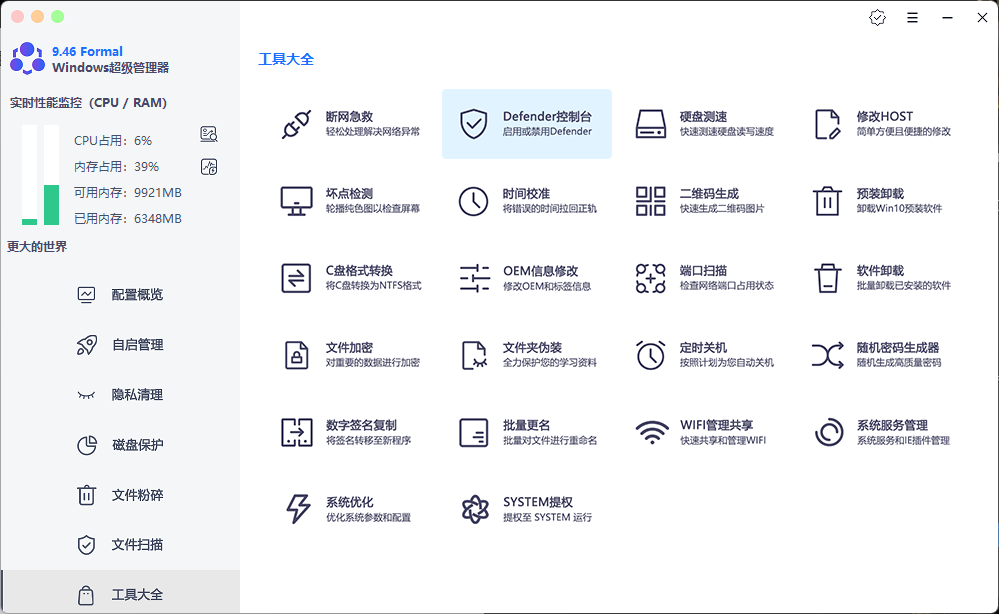 9.46 Formal
Windows超级管理器
实时性能监控（CPU / RAM）
CPU占用：6%
内存占用：39%
可用内存：9921MB
已用内存：6348MB
更大的世界
配置概览
自启管理
隐私清理
磁盘保护
文件粉碎
文件扫描
工具大全
工具大全
断网急救
轻松处理解决网络异常
Defender控制台
启用或禁用Defender
硬盘测速
快速测速硬盘读写速度
修改HOST
简单方便且便捷的修改
坏点检测
轮播纯色图以检查屏幕
时间校准
将错误的时间拉回正轨
二维码生成
快速生成二维码图片
预装卸载
卸载Win10预装软件
C盘格式转换
将C盘转换为NTFS格式
OEM信息修改
修改OEM和标签信息
端口扫描
检查网络端口占用状态
软件卸载
批量卸载已安装的软件
文件加密
对重要的数据进行加密
文件夹伪装
全力保护您的学习资料
定时关机
按照计划为您自动关机
随机密码生成器
随机生成高质量密码
数字签名复制
将签名转移至新程序
批量更名
批量对文件进行重命名
WIFI管理共享
快速共享和管理WIFI
系统服务管理
系统服务和IE插件管理
系统优化
优化系统参数和配置
SYSTEM提权
提权至 SYSTEM 运行